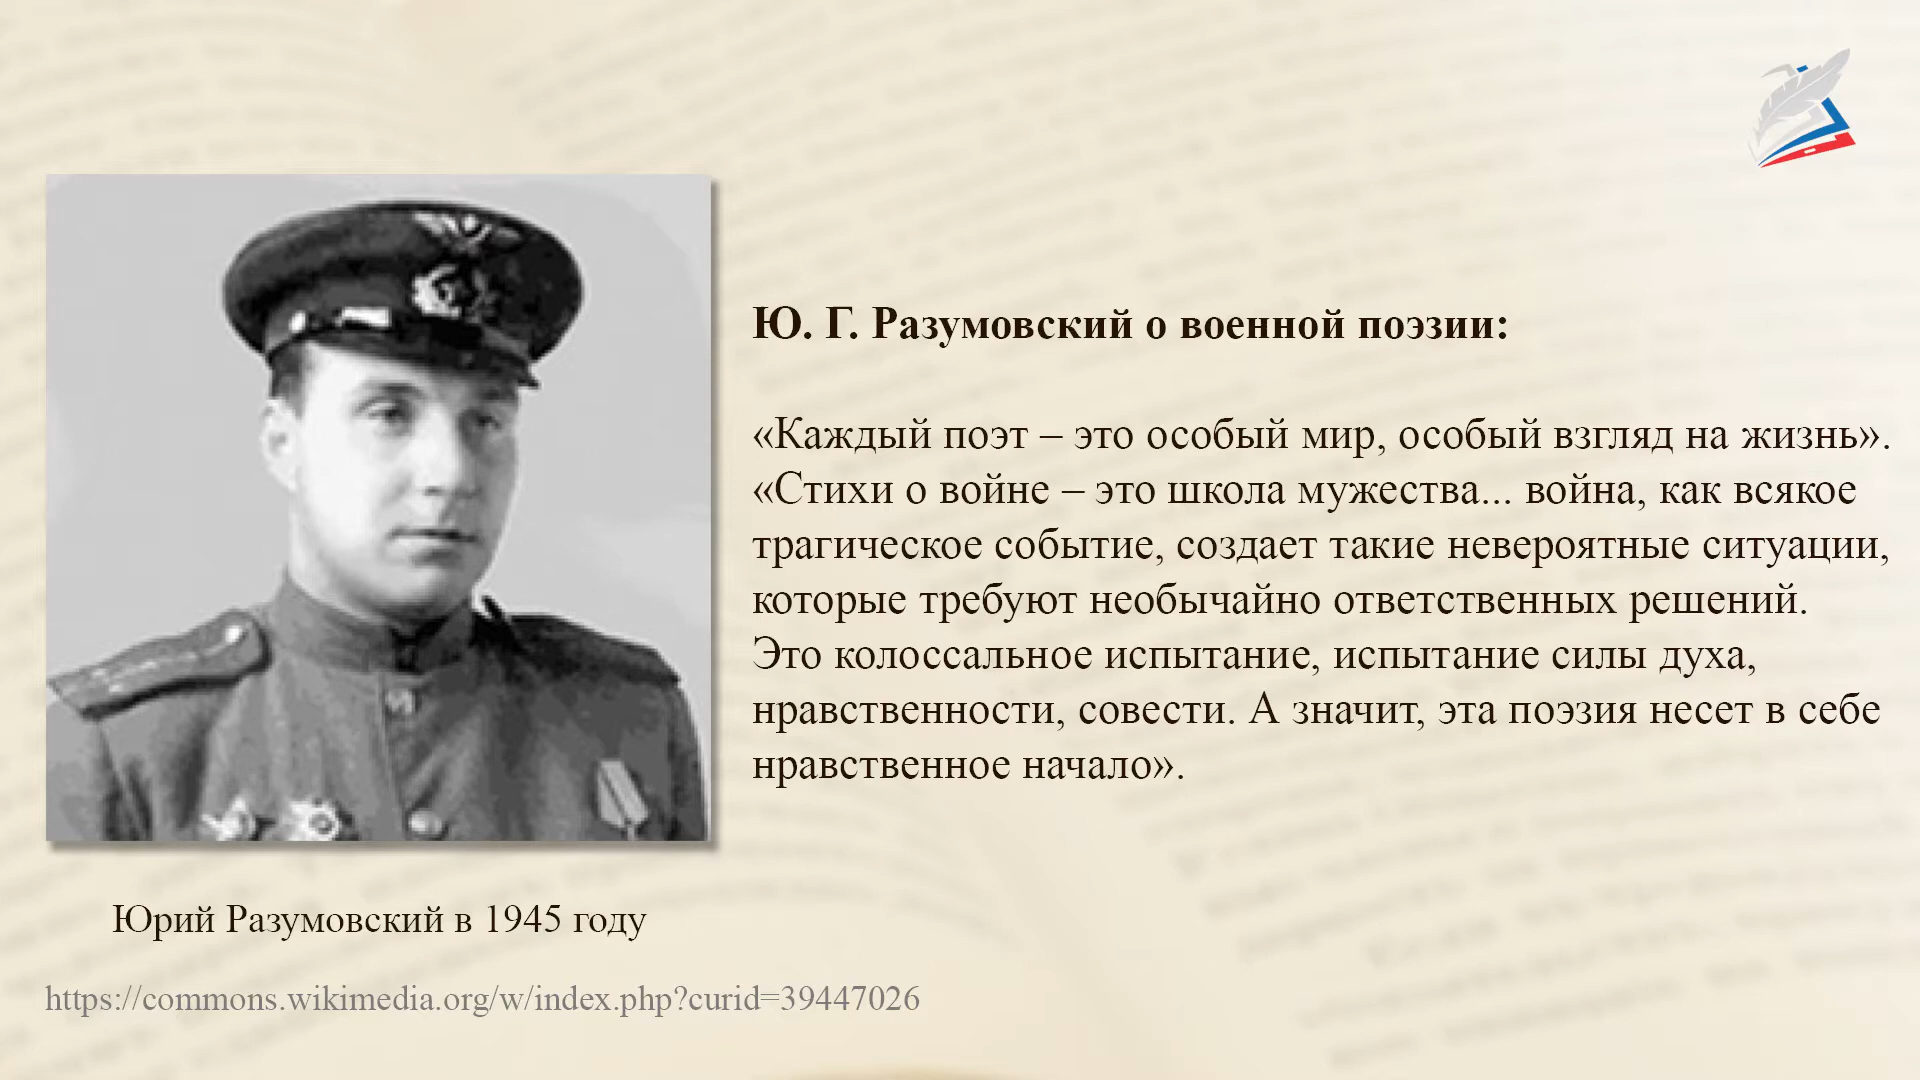 Ю. Г. Разумовский о военной поэзии:
«Каждый поэт – это особый мир, особый взгляд на жизнь».
«Стихи о войне – это школа мужества... война, как всякое
трагическое событие, создает такие невероятные ситуации,
которые требуют необычайно ответственных решений.
Это колоссальное испытание, испытание силы духа,
нравственности, совести. А значит, эта поэзия несет в себе
нравственное начало».
Юрий Разумовский в 1945 году
https://commons.wikimedia.org/w/index.php?curid=39447026